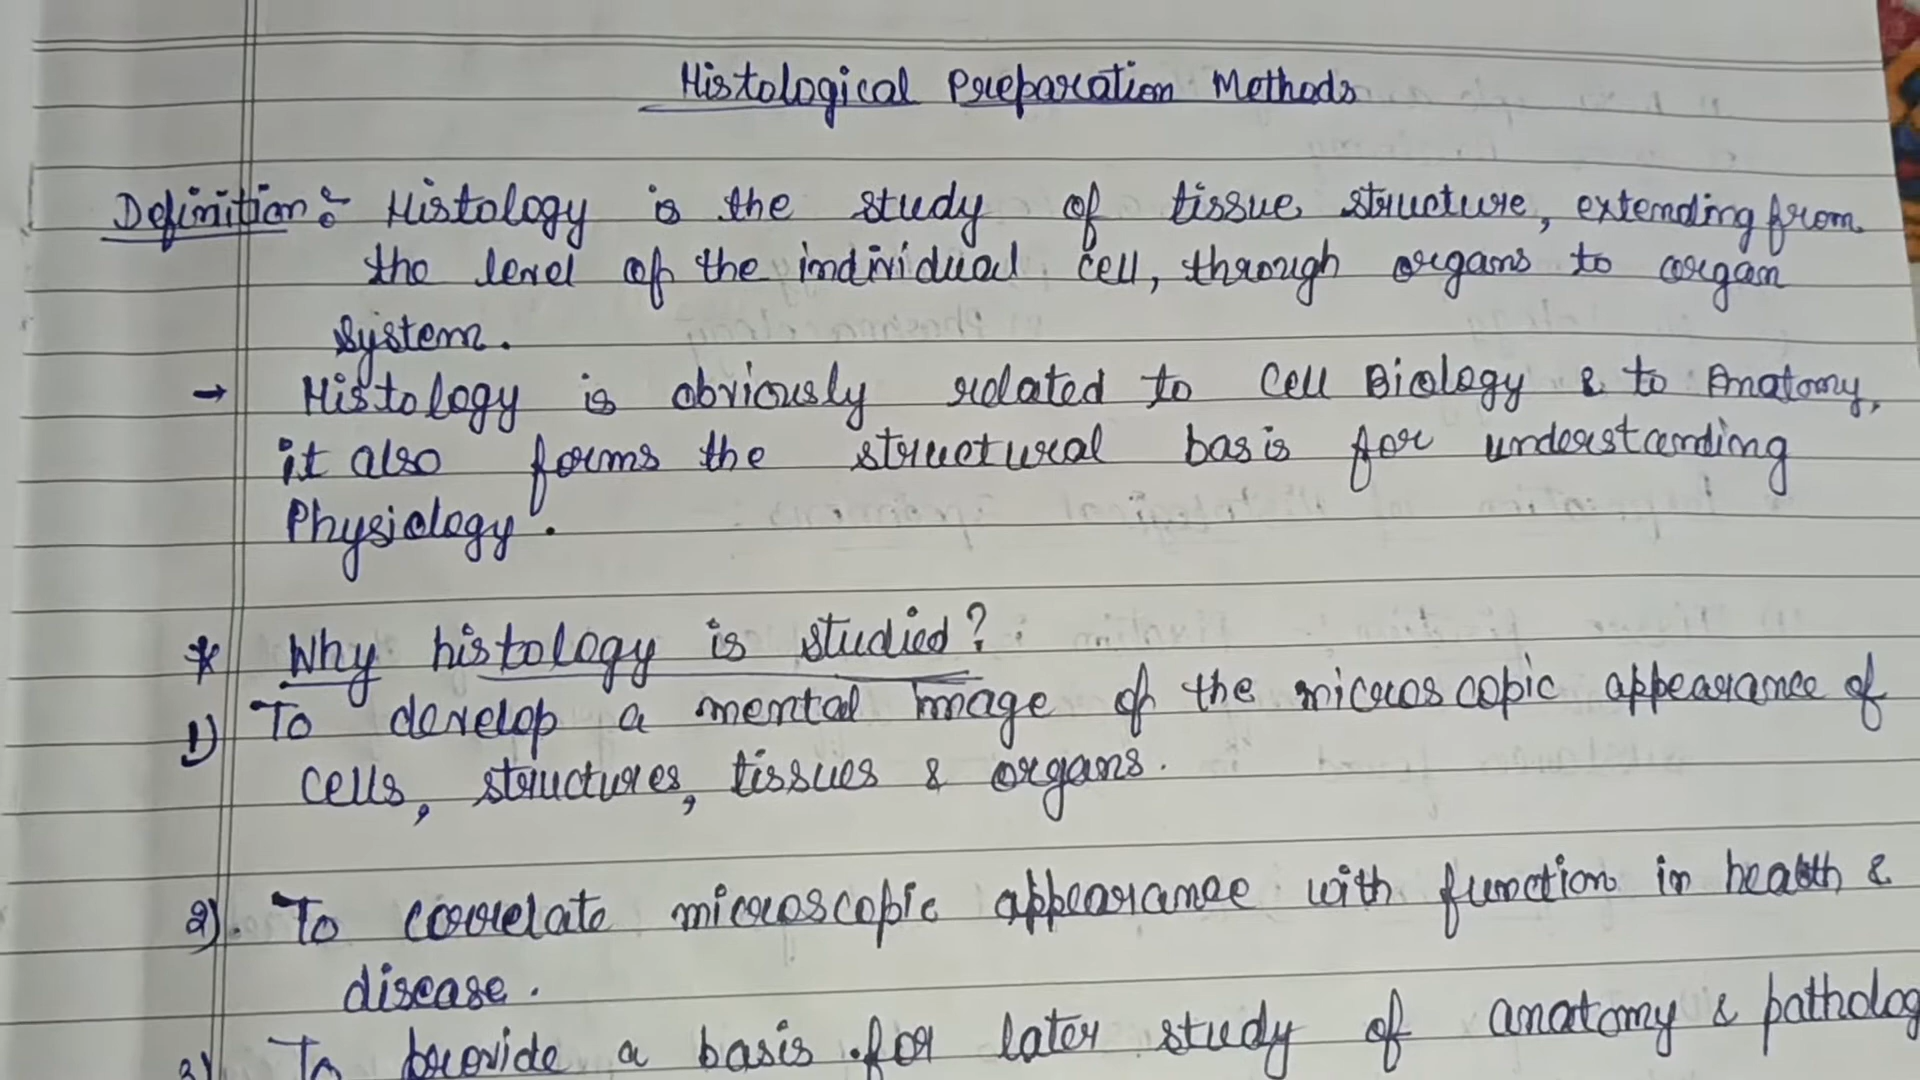 Histological Preparation Methods
Definition:- Histology is the study of tissue structure, extending from
the level of the individual cell, through organs to organ
system.
→ Histology is obviously related to Cell Biology & to Anatomy,
it also forms the structural basis for understanding
Physiology.
* Why histology is studied?
1) To develop a mental image of the microscopic appearance of
cells, structures, tissues & organs.
2). To correlate microscopic appearance with function in health &
disease.
3) To provide a basis for later study of anatomy & patholog